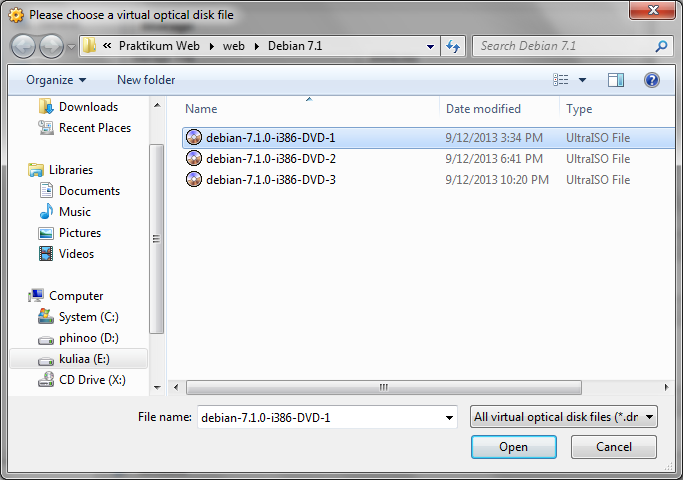 Please choose a virtual optical disk file
« Praktikum Web web Debian 7.1 Search Debian 7.1
Organize New folder
Name Date modified Type
Downloads
Recent Places
Libraries
Documents
Music
Pictures
Videos
Computer
System (C:)
phinoo (D:)
kuliaa (E:)
CD Drive (X:)
debian-7.1.0-i386-DVD-1 9/12/2013 3:34 PM UltraISO File
debian-7.1.0-i386-DVD-2 9/12/2013 6:41 PM UltraISO File
debian-7.1.0-i386-DVD-3 9/12/2013 10:20 PM UltraISO File
File name: debian-7.1.0-i386-DVD-1 All virtual optical disk files (*.dr
Open Cancel